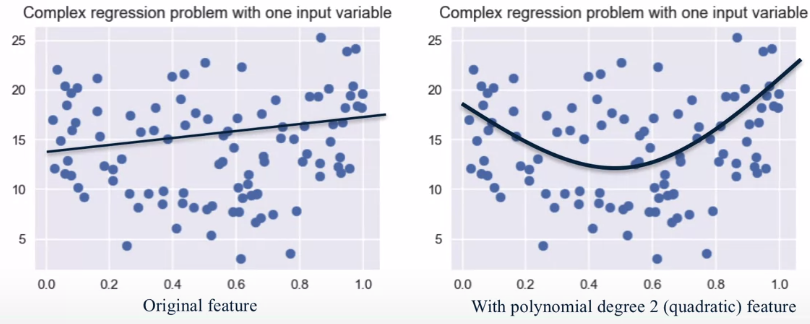 Complex regression problem with one input variable
25
20
15
10
5
0.0 0.2 0.4 0.6 0.8 1.0
Original feature
Complex regression problem with one input variable
25
20
15
10
5
0.0 0.2 0.4 0.6 0.8 1.0
With polynomial degree 2 (quadratic) feature